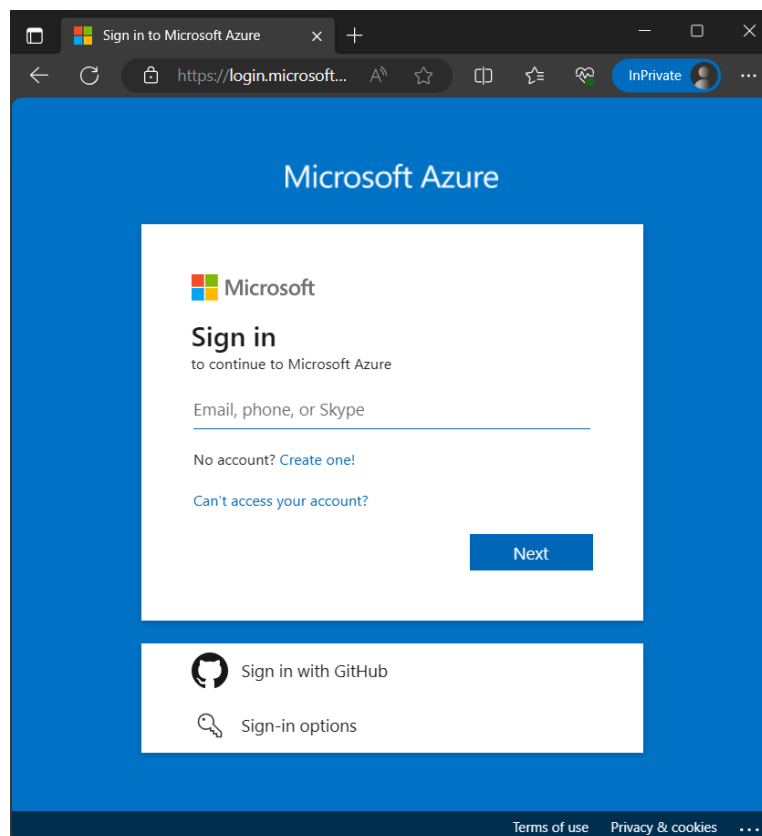 Sign in to Microsoft Azure
https://login.microsoft...
InPrivate
Microsoft Azure
Microsoft
Sign in
to continue to Microsoft Azure
Email, phone, or Skype
No account? Create one!
Can't access your account?
Next
Sign in with GitHub
Sign-in options
Terms of use Privacy & cookies ...